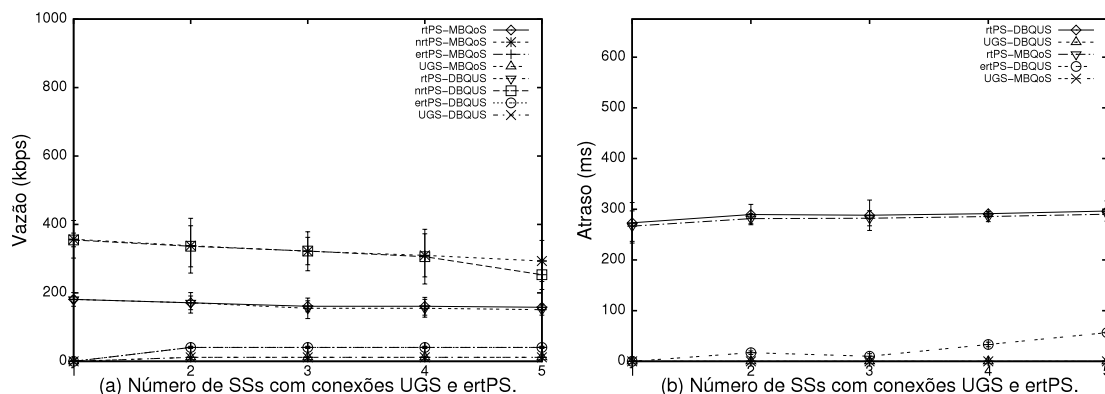 1000
800
600
400
200
0
Vazão (kbps)
rtPS-MBQoS
nrtPS-MBQoS
ertPS-MBQoS
UGS-MBQoS
rtPS-DBQUS
nrtPS-DBQUS
ertPS-DBQUS
UGS-DBQUS
1 2 3 4 5
(a) Número de SSs com conexões UGS e ertPS.
600
500
400
300
200
100
0
Atraso (ms)
rtPS-DBQUS
UGS-DBQUS
rtPS-MBQoS
ertPS-DBQUS
UGS-MBQoS
1 2 3 4 5
(b) Número de SSs com conexões UGS e ertPS.